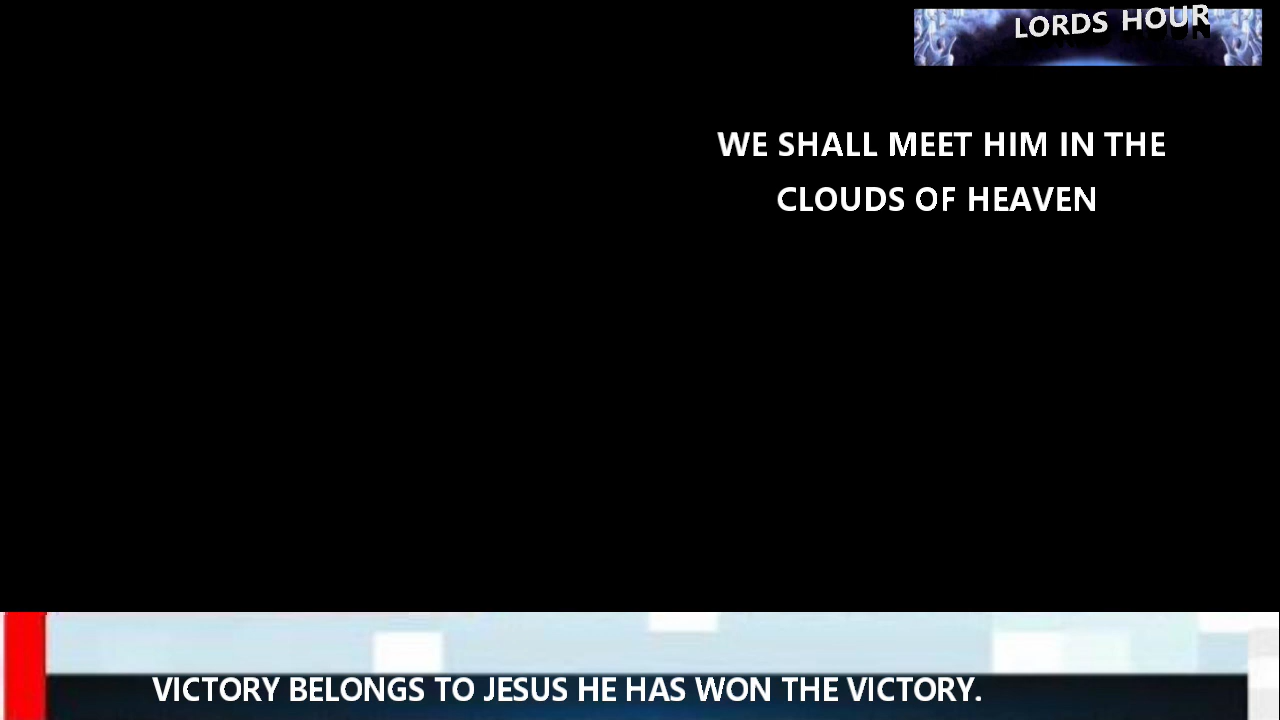 LORDS HOUR
WE SHALL MEET HIM IN THE
CLOUDS OF HEAVEN
VICTORY BELONGS TO JESUS HE HAS WON THE VICTORY.